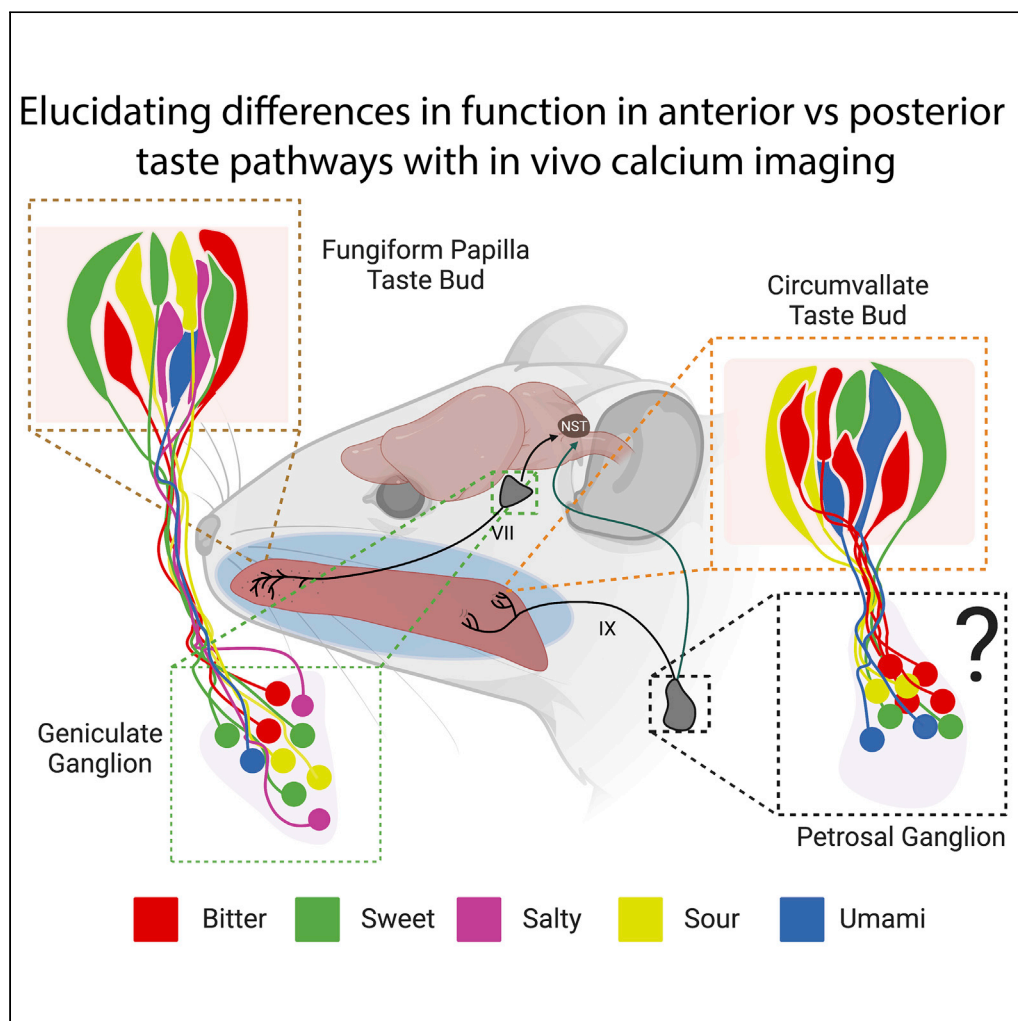 Elucidating differences in function in anterior vs posterior
taste pathways with in vivo calcium imaging
Fungiform Papilla
Taste Bud
Circumvallate
Taste Bud
NST
VII
IX
?
Geniculate
Ganglion
Petrosal Ganglion
Bitter
Sweet
Salty
Sour
Umami